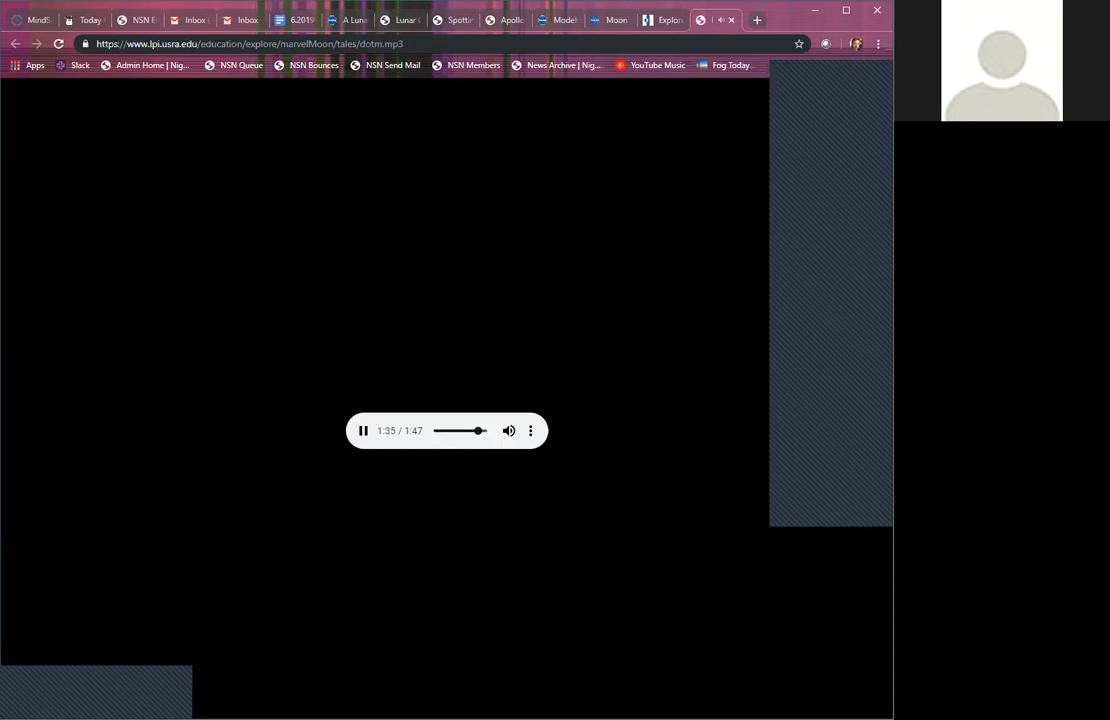 MindS Today NSN E Inbox ( Inbox 6.2019 A Luna Lunar Spottin Apollo Model Moon Explore
https://www.lpi.usra.edu/education/explore/marvelMoon/tales/dotm.mp3
Apps Slack Admin Home | Nig... NSN Queue NSN Bounces NSN Send Mail NSN Members News Archive | Nig... YouTube Music Fog Today...
1:35 / 1:47